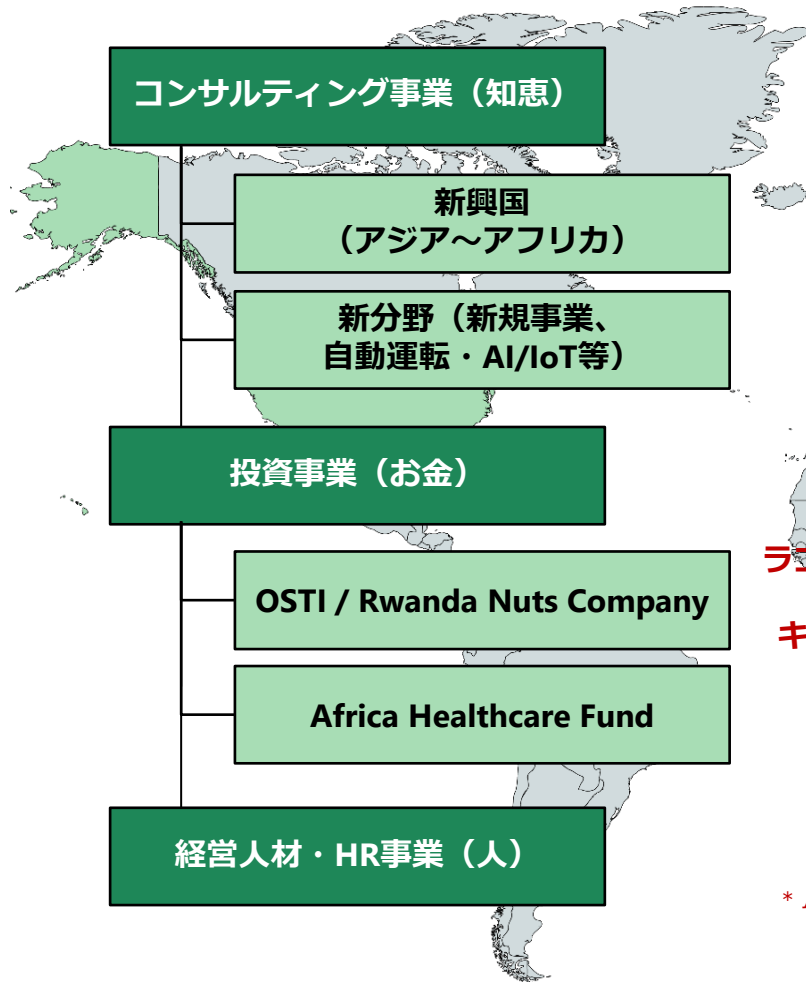 コンサルティング事業（知恵）
新興国
（アジア～アフリカ）
新分野（新規事業、
自動運転・AI/IoT等）
投資事業（お金）
OSTI / Rwanda Nuts Company
Africa Healthcare Fund
キ
経営人材・HR事業（人）
*